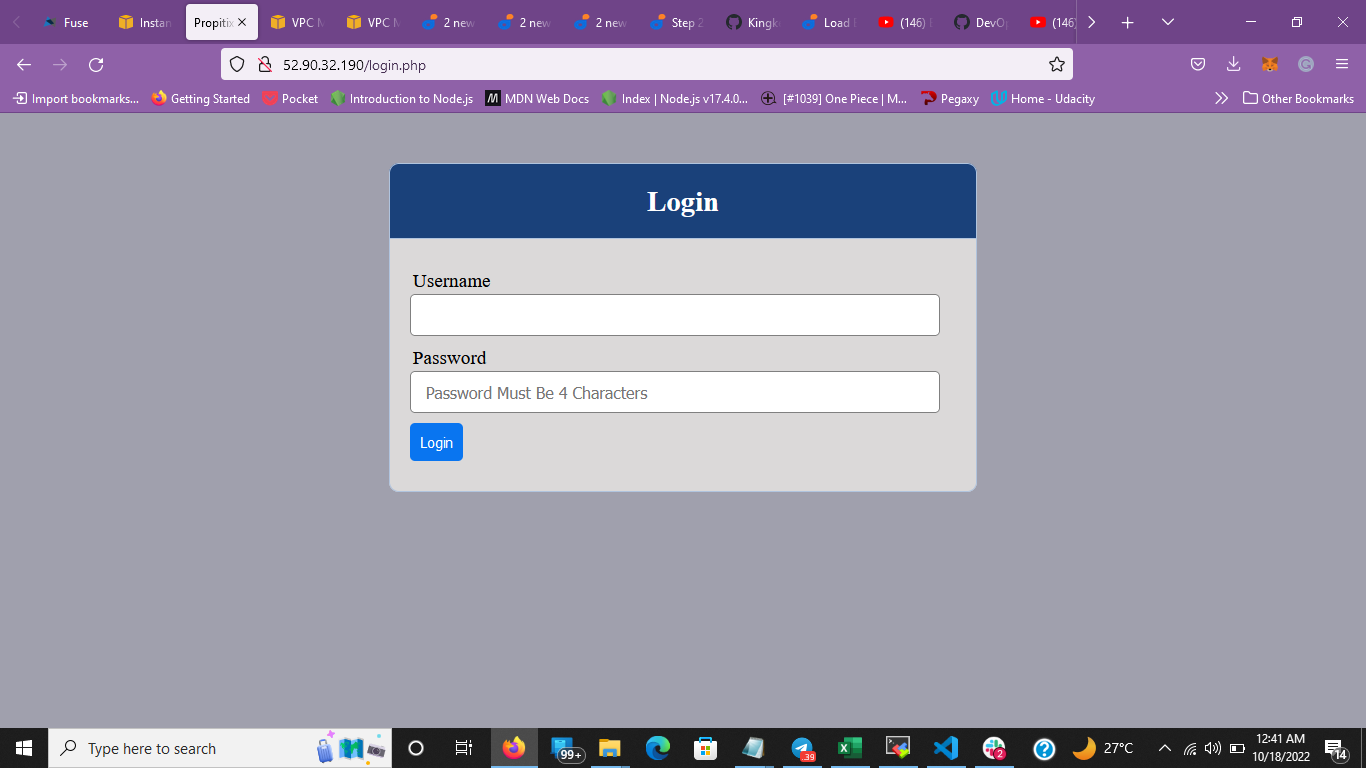 Fuse
Instan
Propitix
VPC M
VPC M
2 new
2 new
2 new
Step 2
Kingk
Load
(146)
DevO
(146)
52.90.32.190/login.php
Import bookmarks...
Getting Started
Pocket
Introduction to Node.js
MDN Web Docs
Index | Node.js v17.4.0...
[#1039] One Piece | M...
Pegaxy
Home - Udacity
Other Bookmarks
Login
Username
Password
Password Must Be 4 Characters
Login
Type here to search
99+
.39
2
27°C
12:41 AM
10/18/2022
14